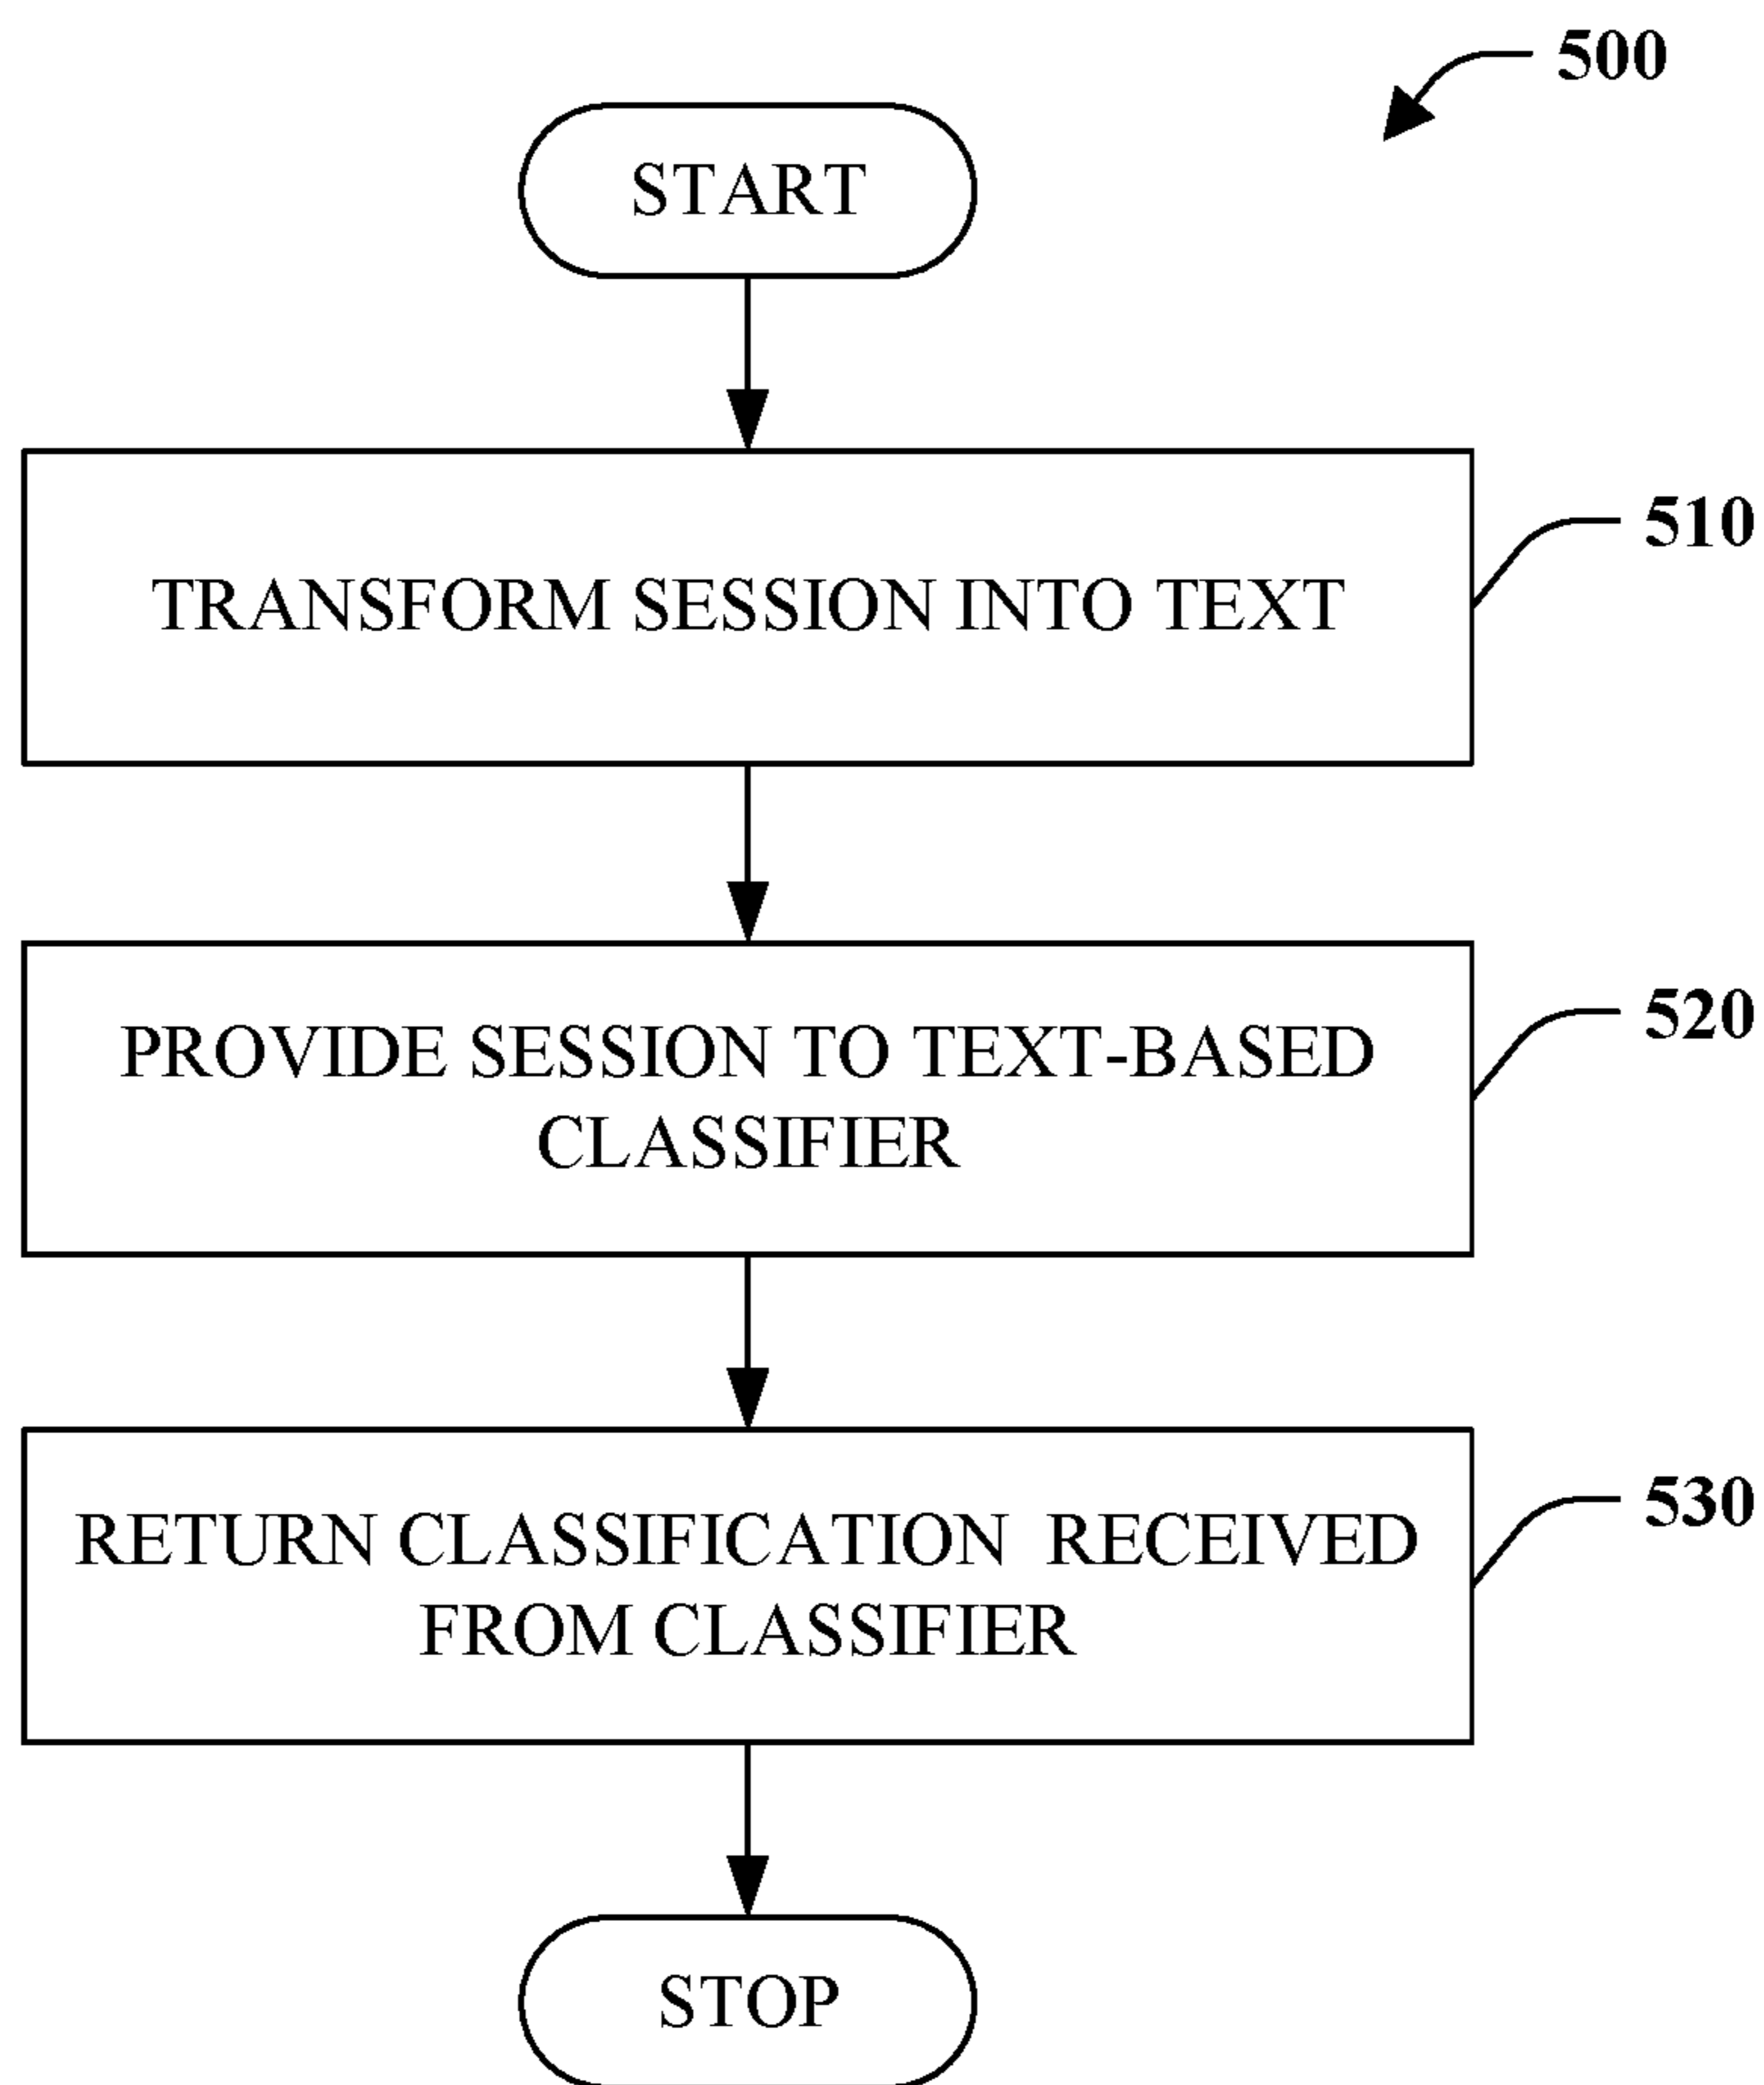 500
START
TRANSFORM SESSION INTO TEXT
510
PROVIDE SESSION TO TEXT-BASED
CLASSIFIER
520
RETURN CLASSIFICATION RECEIVED
FROM CLASSIFIER
530
STOP